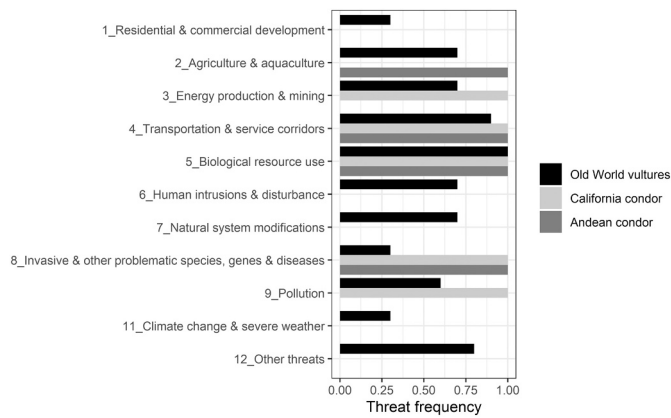 1_Residential & commercial development
2_Agriculture & aquaculture
3_Energy production & mining
4_Transportation & service corridors
5_Biological resource use
6_Human intrusions & disturbance
7_Natural system modifications
8_Invasive & other problematic species, genes & diseases
9_Pollution
11_Climate change & severe weather
12_Other threats
0.00 0.25 0.50 0.75 1.00
Threat frequency
Old World vultures
California condor
Andean condor